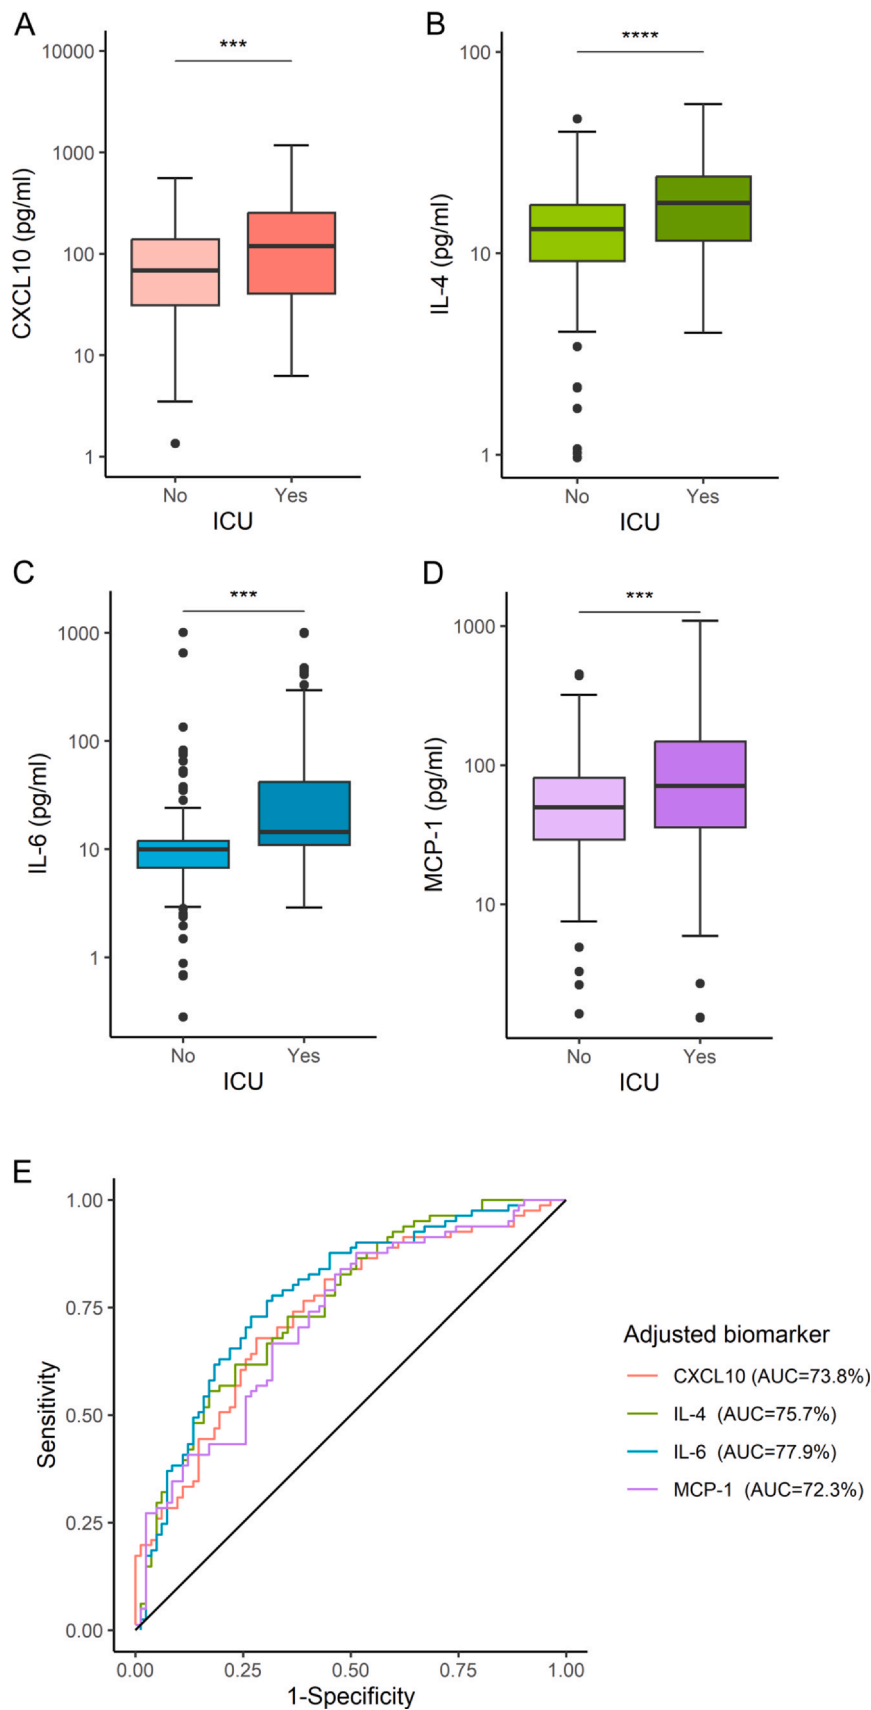 A
***
10000
1000
100
10
1
CXCL10 (pg/ml)
No Yes
ICU
B
****
100
10
1
IL-4 (pg/ml)
No Yes
ICU
C
***
1000
100
10
1
IL-6 (pg/ml)
No Yes
ICU
D
***
1000
100
10
MCP-1 (pg/ml)
No Yes
ICU
E
1.00
0.75
0.50
0.25
0.00
Sensitivity
0.00 0.25 0.50 0.75 1.00
1-Specificity
Adjusted biomarker
CXCL10 (AUC=73.8%)
IL-4 (AUC=75.7%)
IL-6 (AUC=77.9%)
MCP-1 (AUC=72.3%)